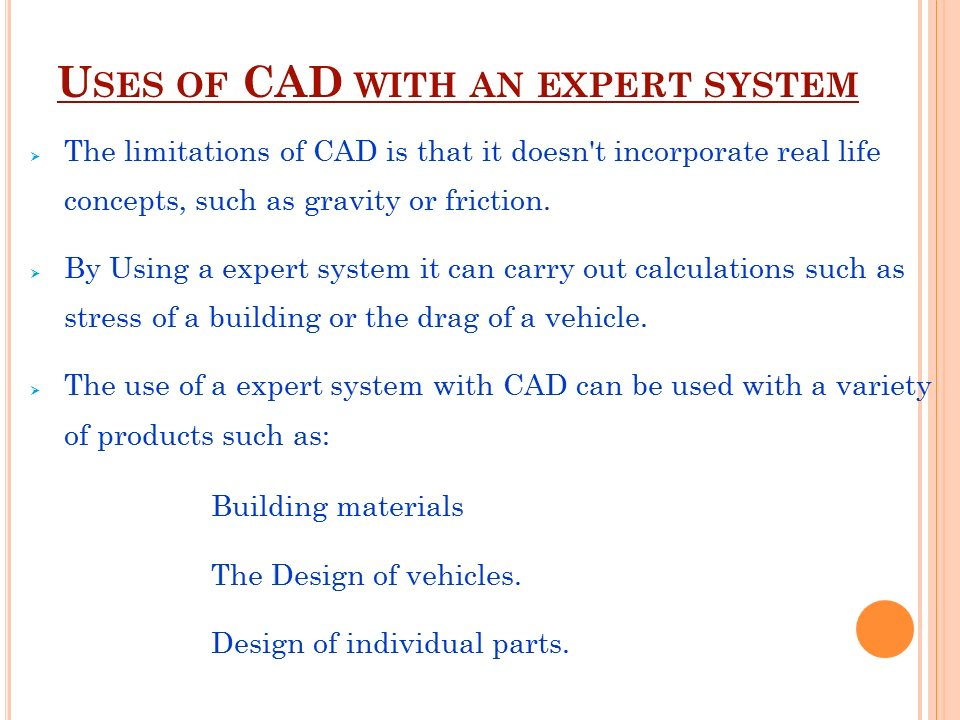 Uses of CAD with an expert system
The limitations of CAD is that it doesn't incorporate real life
concepts, such as gravity or friction.
By Using a expert system it can carry out calculations such as
stress of a building or the drag of a vehicle.
The use of a expert system with CAD can be used with a variety
of products such as:
Building materials
The Design of vehicles.
Design of individual parts.